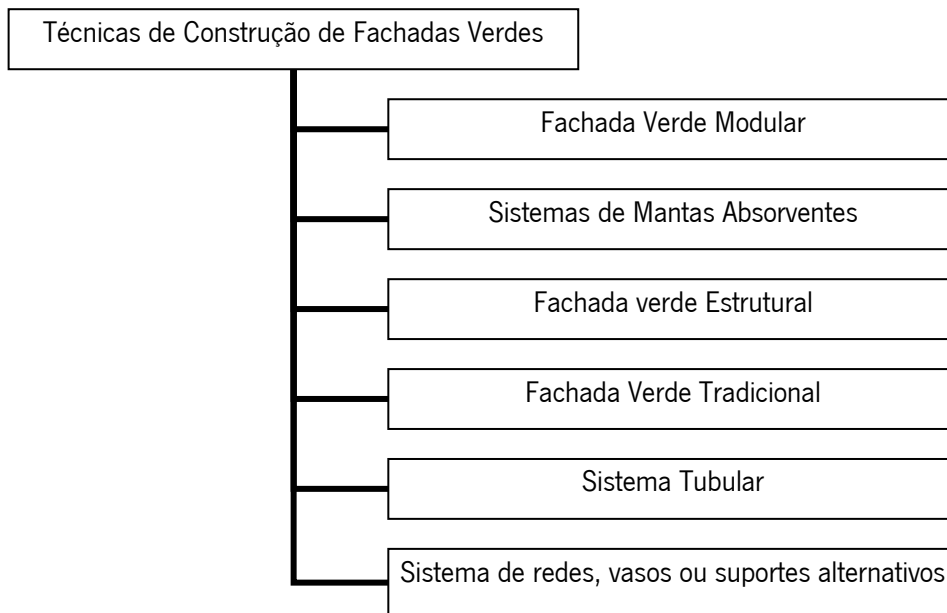 Técnicas de Construção de Fachadas Verdes
Fachada Verde Modular
Sistemas de Mantas Absorventes
Fachada verde Estrutural
Fachada Verde Tradicional
Sistema Tubular
Sistema de redes, vasos ou suportes alternativos